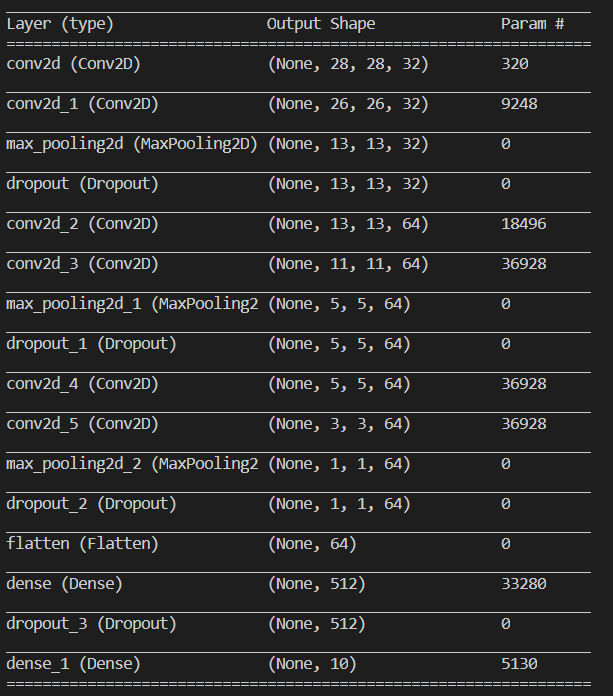 Layer (type) Output Shape Param #
=================================================================
conv2d (Conv2D) (None, 28, 28, 32) 320
conv2d_1 (Conv2D) (None, 26, 26, 32) 9248
max_pooling2d (MaxPooling2D) (None, 13, 13, 32) 0
dropout (Dropout) (None, 13, 13, 32) 0
conv2d_2 (Conv2D) (None, 13, 13, 64) 18496
conv2d_3 (Conv2D) (None, 11, 11, 64) 36928
max_pooling2d_1 (MaxPooling2 (None, 5, 5, 64) 0
dropout_1 (Dropout) (None, 5, 5, 64) 0
conv2d_4 (Conv2D) (None, 5, 5, 64) 36928
conv2d_5 (Conv2D) (None, 3, 3, 64) 36928
max_pooling2d_2 (MaxPooling2 (None, 1, 1, 64) 0
dropout_2 (Dropout) (None, 1, 1, 64) 0
flatten (Flatten) (None, 64) 0
dense (Dense) (None, 512) 33280
dropout_3 (Dropout) (None, 512) 0
dense_1 (Dense) (None, 10) 5130
=================================================================